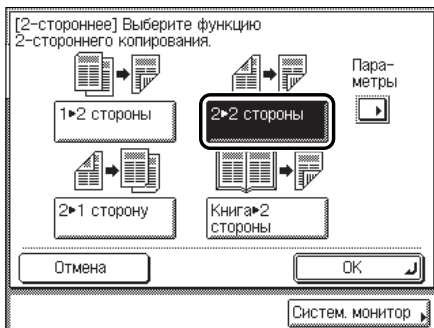 [2-стороннее] Выберите функцию
2-стороннего копирования.
Пара-
метры
1▶2 стороны
2▶2 стороны
2▶1 сторону
Книга▶2
стороны
Отмена
OK
Систем. монитор